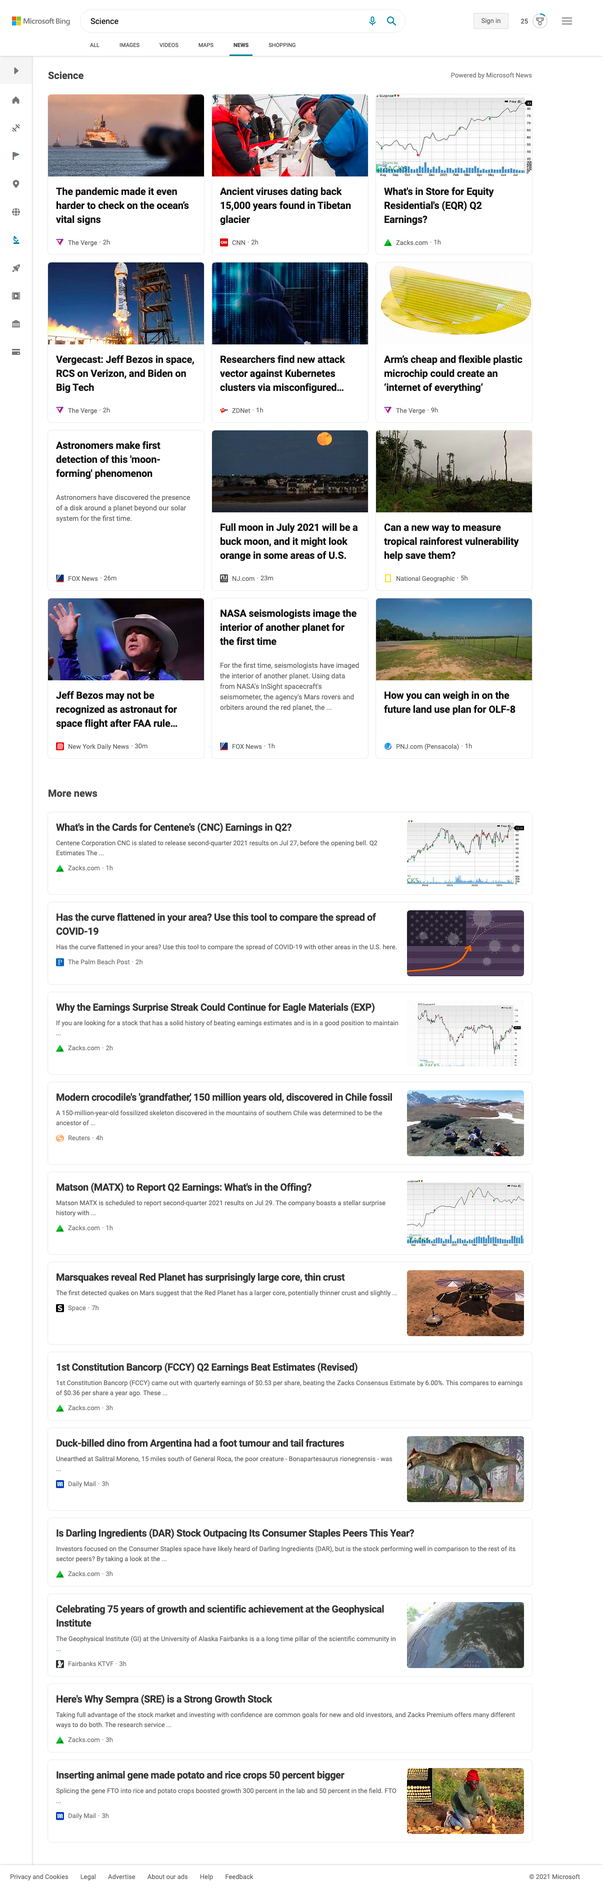 Microsoft Bing
Science
Sign in
25
ALL
IMAGES
VIDEOS
MAPS
NEWS
SHOPPING
Science
Powered by Microsoft News
The pandemic made it even
harder to check on the ocean's
vital signs
The Verge · 2h
Ancient viruses dating back
15,000 years found in Tibetan
glacier
CNN · 2h
What's in Store for Equity
Residential's (EQR) Q2
Earnings?
Zacks.com · 1h
Vergecast: Jeff Bezos in space,
RCS on Verizon, and Biden on
Big Tech
The Verge · 2h
Researchers find new attack
vector against Kubernetes
clusters via misconfigured...
ZDNet · 1h
Arm's cheap and flexible plastic
microchip could create an
'internet of everything'
The Verge · 9h
Astronomers make first
detection of this 'moon-
forming' phenomenon
Astronomers have discovered the presence
of a disk around a planet beyond our solar
system for the first time.
FOX News · 26m
Full moon in July 2021 will be a
buck moon, and it might look
orange in some areas of U.S.
NJ.com · 23m
Can a new way to measure
tropical rainforest vulnerability
help save them?
National Geographic · 5h
Jeff Bezos may not be
recognized as astronaut for
space flight after FAA rule...
New York Daily News · 30m
NASA seismologists image the
interior of another planet for
the first time
For the first time, seismologists have imaged
the interior of another planet. Using data
from NASA's InSight spacecraft's
seismometer, the agency's Mars rovers and
orbiters around the red planet, the ...
FOX News · 1h
How you can weigh in on the
future land use plan for OLF-8
PNJ.com (Pensacola) · 1h
More news
What's in the Cards for Centene's (CNC) Earnings in Q2?
Centene Corporation CNC is slated to release second-quarter 2021 results on Jul 27, before the opening bell. Q2
Estimates The ...
Zacks.com · 1h
Has the curve flattened in your area? Use this tool to compare the spread of
COVID-19
Has the curve flattened in your area? Use this tool to compare the spread of COVID-19 with other areas in the U.S. here.
The Palm Beach Post · 2h
Why the Earnings Surprise Streak Could Continue for Eagle Materials (EXP)
If you are looking for a stock that has a solid history of beating earnings estimates and is in a good position to maintain
...
Zacks.com · 2h
Modern crocodile's 'grandfather,' 150 million years old, discovered in Chile fossil
A 150-million-year-old fossilized skeleton discovered in the mountains of southern Chile was determined to be the
ancestor of ...
Reuters · 4h
Matson (MATX) to Report Q2 Earnings: What's in the Offing?
Matson MATX is scheduled to report second-quarter 2021 results on Jul 29. The company boasts a stellar surprise
history with ...
Zacks.com · 1h
Marsquakes reveal Red Planet has surprisingly large core, thin crust
The first detected quakes on Mars suggest that the Red Planet has a larger core, potentially thinner crust and slightly ...
Space · 7h
1st Constitution Bancorp (FCCY) Q2 Earnings Beat Estimates (Revised)
1st Constitution Bancorp (FCCY) came out with quarterly earnings of $0.53 per share, beating the Zacks Consensus Estimate by 6.00%. This compares to earnings
of $0.36 per share a year ago. These ...
Zacks.com · 3h
Duck-billed dino from Argentina had a foot tumour and tail fractures
Unearthed at Salitral Moreno, 15 miles south of General Roca, the poor creature - Bonapartesaurus rionegrensis - was
...
Daily Mail · 3h
Is Darling Ingredients (DAR) Stock Outpacing Its Consumer Staples Peers This Year?
Investors focused on the Consumer Staples space have likely heard of Darling Ingredients (DAR), but is the stock performing well in comparison to the rest of its
sector peers? By taking a look at the ...
Zacks.com · 3h
Celebrating 75 years of growth and scientific achievement at the Geophysical
Institute
The Geophysical Institute (GI) at the University of Alaska Fairbanks is a a long time pillar of the scientific community in
...
Fairbanks KTVF · 3h
Here's Why Sempra (SRE) is a Strong Growth Stock
Taking full advantage of the stock market and investing with confidence are common goals for new and old investors, and Zacks Premium offers many different
ways to do both. The research service ...
Zacks.com · 3h
Inserting animal gene made potato and rice crops 50 percent bigger
Splicing the gene FTO into rice and potato crops boosted growth 300 percent in the lab and 50 percent in the field. FTO
...
Daily Mail · 3h
Privacy and Cookies
Legal
Advertise
About our ads
Help
Feedback
© 2021 Microsoft